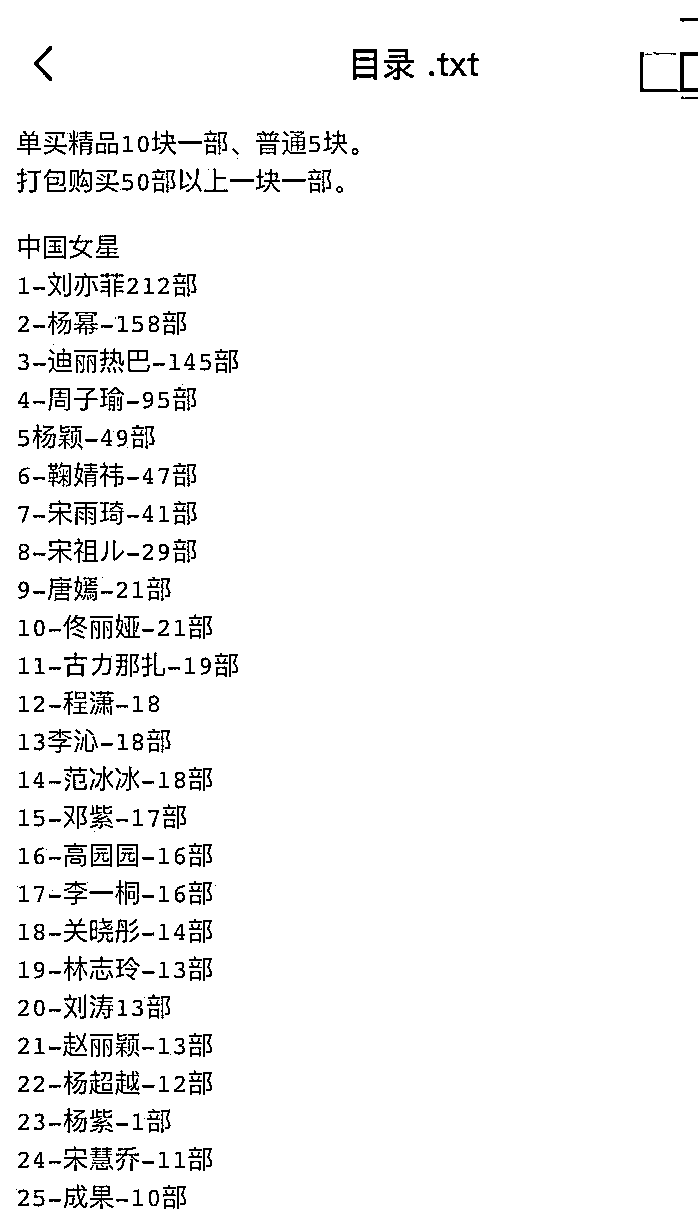 目录 .txt
单买精品10块一部、普通5块。
打包购买50部以上一块一部。
中国女星
1-刘亦菲212部
2-杨幂-158部
3-迪丽热巴-145部
4-周子瑜-95部
5杨颖-49部
6-鞠婧祎-47部
7-宋雨琦-41部
8-宋祖儿-29部
9-唐嫣-21部
10-佟丽娅-21部
11-古力那扎-19部
12-程潇-18
13李沁-18部
14-范冰冰-18部
15-邓紫-17部
16-高园园-16部
17-李一桐-16部
18-关晓彤-14部
19-林志玲-13部
20-刘涛13部
21-赵丽颖-13部
22-杨超越-12部
23-杨紫-1部
24-宋慧乔-11部
25-成果-10部